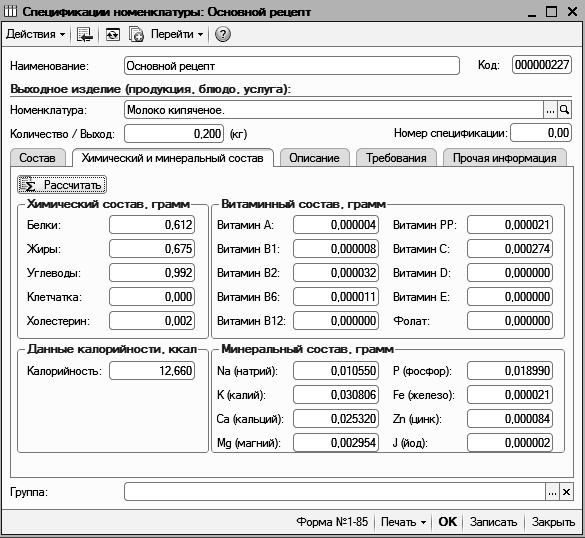 Спецификации номенклатуры: Основной рецепт
Действия Перейти ?
Наименование: Основной рецепт Код: 000000227
Выходное изделие (продукция, блюдо, услуга):
Номенклатура: Молоко кипяченое. ...
Количество / Выход: 0,200 (кг) Номер спецификации: 0,00
Состав Химический и минеральный состав Описание Требования Прочая информация
Σ Рассчитать
Химический состав, грамм Витаминный состав, грамм
Белки: 0,612 Витамин А: 0,000004 Витамин РР: 0,000021
Жиры: 0,675 Витамин В1: 0,000008 Витамин С: 0,000274
Углеводы: 0,992 Витамин В2: 0,000032 Витамин D: 0,000000
Клетчатка: 0,000 Витамин В6: 0,000011 Витамин Е: 0,000000
Холестерин: 0,002 Витамин В12: 0,000000 Фолат: 0,000000
Данные калорийности, ккал Минеральный состав, грамм
Калорийность: 12,660 Na (натрий): 0,010550 P (фосфор): 0,018990
K (калий): 0,030806 Fe (железо): 0,000021
Ca (кальций): 0,025320 Zn (цинк): 0,000084
Mg (магний): 0,002954 J (йод): 0,000002
Группа: ... ×
Форма №1-85 Печать OK Записать Закрыть